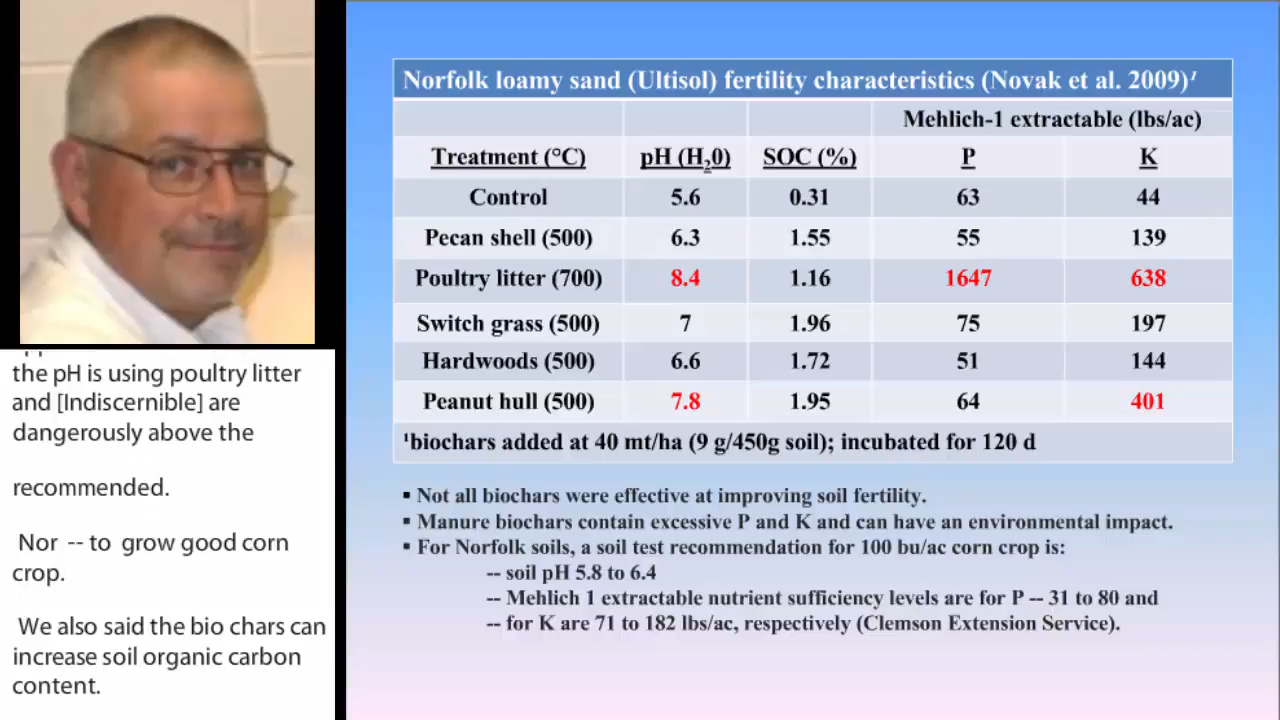 Norfolk loamy sand (Ultisol) fertility characteristics (Novak et al. 2009)¹
Mehlich-1 extractable (lbs/ac)
Treatment (°C) pH (H₂0) SOC (%) P K
Control 5.6 0.31 63 44
Pecan shell (500) 6.3 1.55 55 139
Poultry litter (700) 8.4 1.16 1647 638
Switch grass (500) 7 1.96 75 197
Hardwoods (500) 6.6 1.72 51 144
Peanut hull (500) 7.8 1.95 64 401
¹biochars added at 40 mt/ha (9 g/450g soil); incubated for 120 d
▪ Not all biochars were effective at improving soil fertility.
▪ Manure biochars contain excessive P and K and can have an environmental impact.
▪ For Norfolk soils, a soil test recommendation for 100 bu/ac corn crop is:
-- soil pH 5.8 to 6.4
-- Mehlich 1 extractable nutrient sufficiency levels are for P -- 31 to 80 and
-- for K are 71 to 182 lbs/ac, respectively (Clemson Extension Service).
the pH is using poultry litter
and [Indiscernible] are
dangerously above the
recommended.
Nor -- to grow good corn
crop.
We also said the bio chars can
increase soil organic carbon
content.